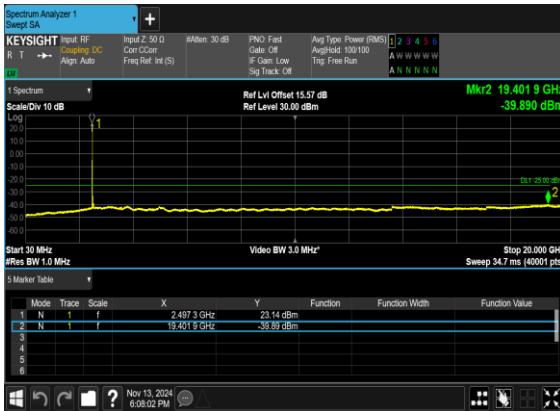 Spectrum Analyzer 1
Swept SA
+
KEYSIGHT
R T
Input: RF
Coupling: DC
Align: Auto
Input Z: 50 Ω
Corr CCorr
Freq Ref: Int (S)
#Atten: 30 dB
PNO: Fast
Gate: Off
IF Gain: Low
Sig Track: Off
Avg Type: Power (RMS)
Avg|Hold: 100/100
Trig: Free Run
1 2 3 4 5 6
A W W W W W
A N N N N N
1 Spectrum
Scale/Div 10 dB
Ref Lvl Offset 15.57 dB
Ref Level 30.00 dBm
Mkr2 19.401 9 GHz
-39.890 dBm
Log
20.0
10.0
0.00
-10.0
-20.0
-30.0
-40.0
-50.0
-60.0
1
DL1 -25.00 dBm
2
Start 30 MHz
#Res BW 1.0 MHz
Video BW 3.0 MHz*
Stop 20.000 GHz
Sweep 34.7 ms (40001 pts)
5 Marker Table
Mode Trace Scale X Y Function Function Width Function Value
1 N 1 f 2.497 3 GHz 23.14 dBm
2 N 1 f 19.401 9 GHz -39.89 dBm
3
4
5
6
?
Nov 13, 2024
6:08:02 PM